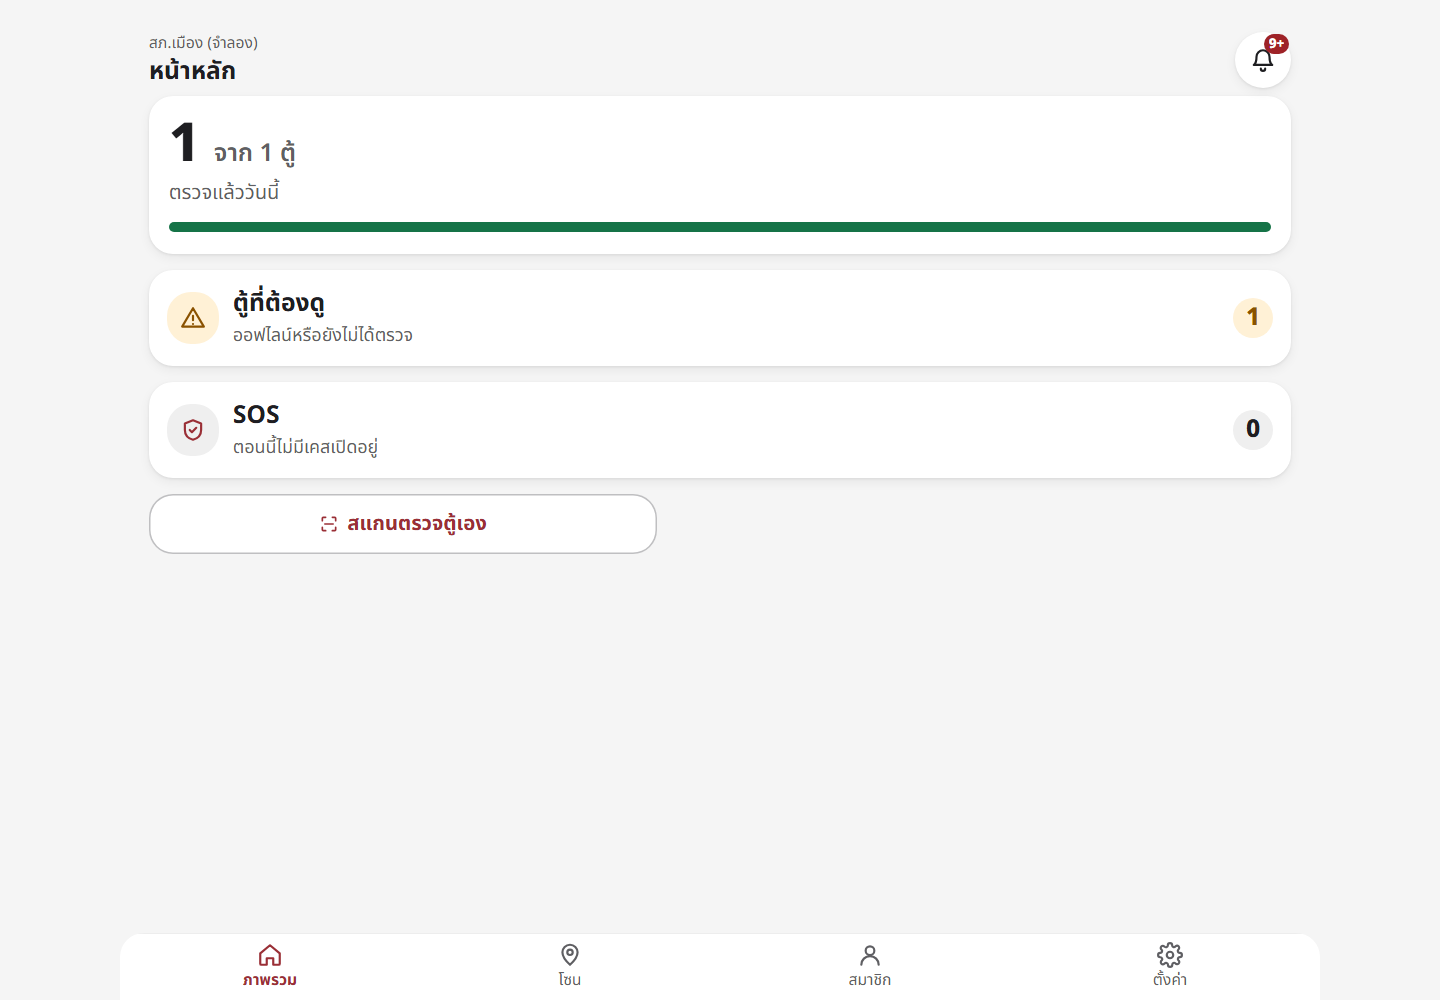 สภ.เมือง (จำลอง)
หน้าหลัก
9+
1 จาก 1 ตู้
ตรวจแล้ววันนี้
ตู้ที่ต้องดู
ออฟไลน์หรือยังไม่ได้ตรวจ
1
SOS
ตอนนี้ไม่มีเคสเปิดอยู่
0
สแกนตรวจตู้เอง
ภาพรวม
โซน
สมาชิก
ตั้งค่า